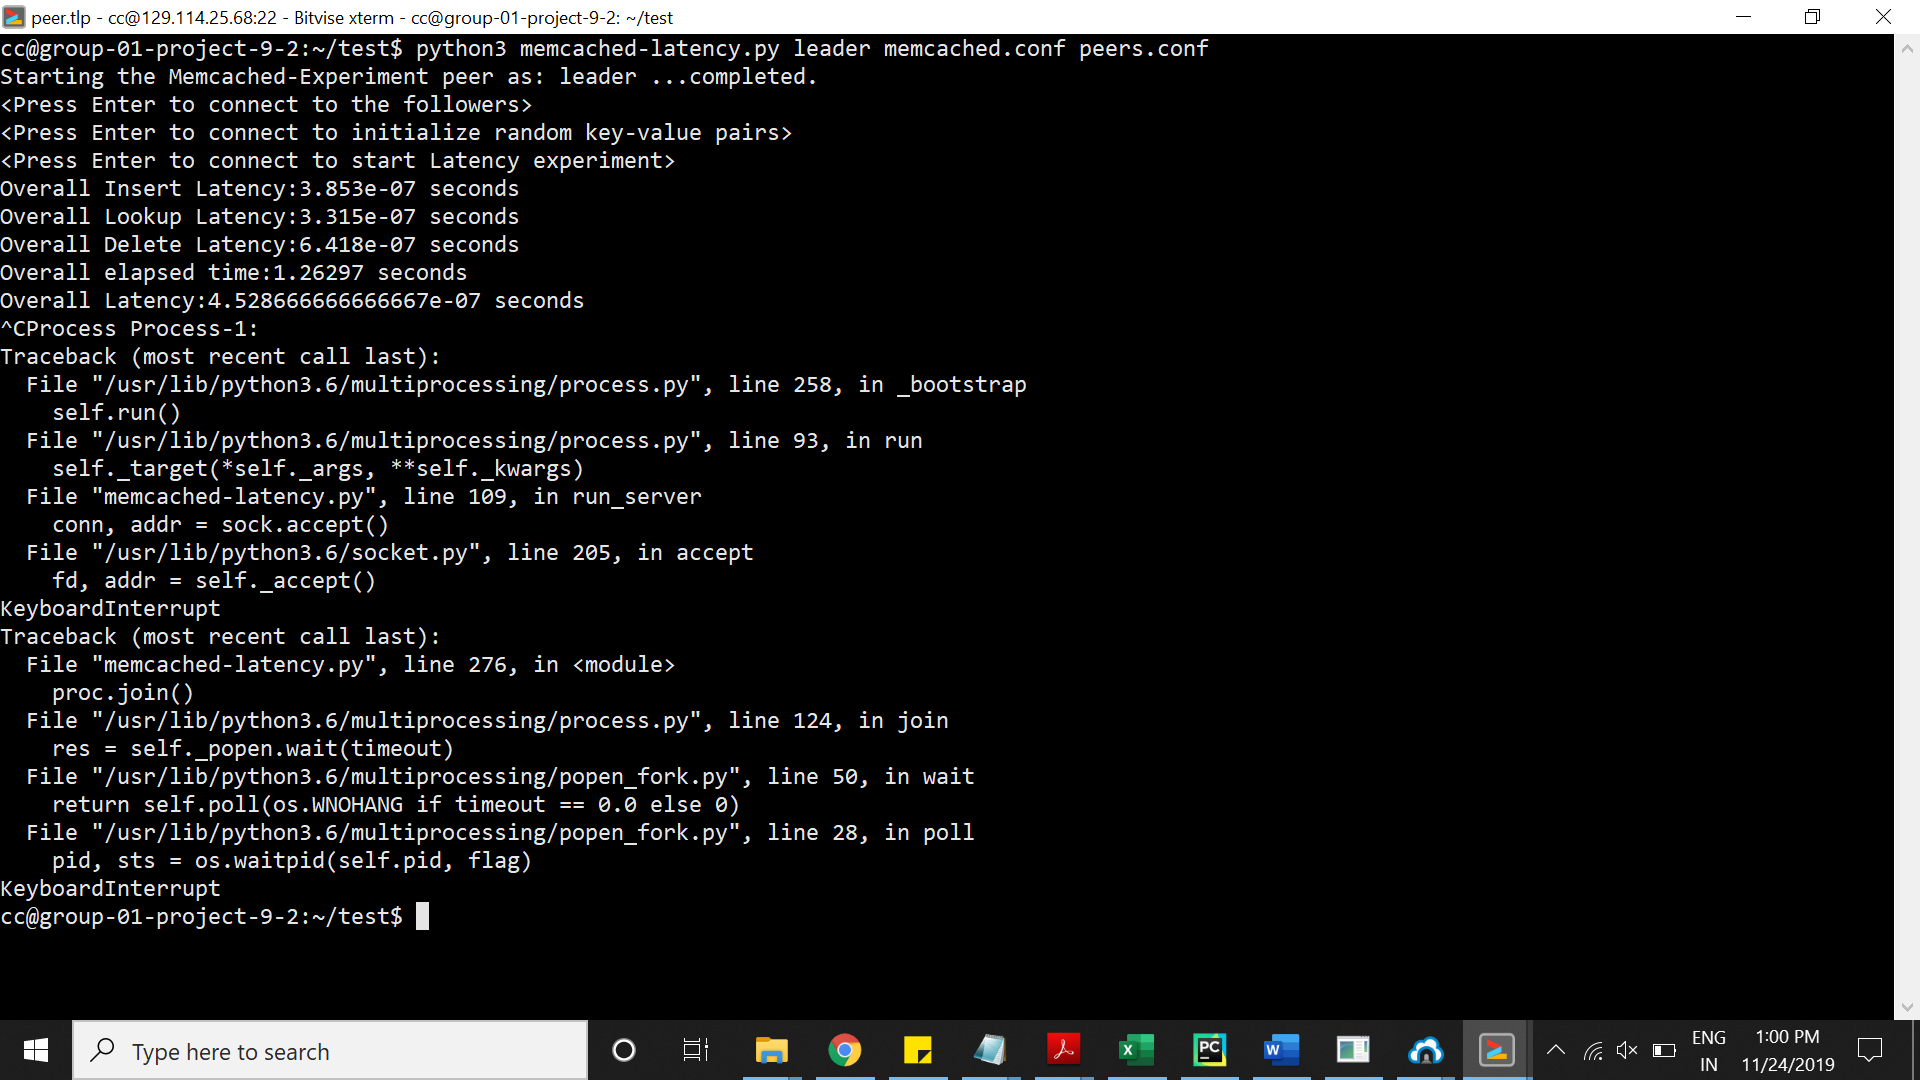 peer.tlp - cc@129.114.25.68:22 - Bitvise xterm - cc@group-01-project-9-2: ~/test
cc@group-01-project-9-2:~/test$ python3 memcached-latency.py leader memcached.conf peers.conf
Starting the Memcached-Experiment peer as: leader ...completed.
<Press Enter to connect to the followers>
<Press Enter to connect to initialize random key-value pairs>
<Press Enter to connect to start Latency experiment>
Overall Insert Latency:3.853e-07 seconds
Overall Lookup Latency:3.315e-07 seconds
Overall Delete Latency:6.418e-07 seconds
Overall elapsed time:1.26297 seconds
Overall Latency:4.528666666666667e-07 seconds
^CProcess Process-1:
Traceback (most recent call last):
  File "/usr/lib/python3.6/multiprocessing/process.py", line 258, in _bootstrap
    self.run()
  File "/usr/lib/python3.6/multiprocessing/process.py", line 93, in run
    self._target(*self._args, **self._kwargs)
  File "memcached-latency.py", line 109, in run_server
    conn, addr = sock.accept()
  File "/usr/lib/python3.6/socket.py", line 205, in accept
    fd, addr = self._accept()
KeyboardInterrupt
Traceback (most recent call last):
  File "memcached-latency.py", line 276, in <module>
    proc.join()
  File "/usr/lib/python3.6/multiprocessing/process.py", line 124, in join
    res = self._popen.wait(timeout)
  File "/usr/lib/python3.6/multiprocessing/popen_fork.py", line 50, in wait
    return self.poll(os.WNOHANG if timeout == 0.0 else 0)
  File "/usr/lib/python3.6/multiprocessing/popen_fork.py", line 28, in poll
    pid, sts = os.waitpid(self.pid, flag)
KeyboardInterrupt
cc@group-01-project-9-2:~/test$
Type here to search
PC
ENG
IN
1:00 PM
11/24/2019